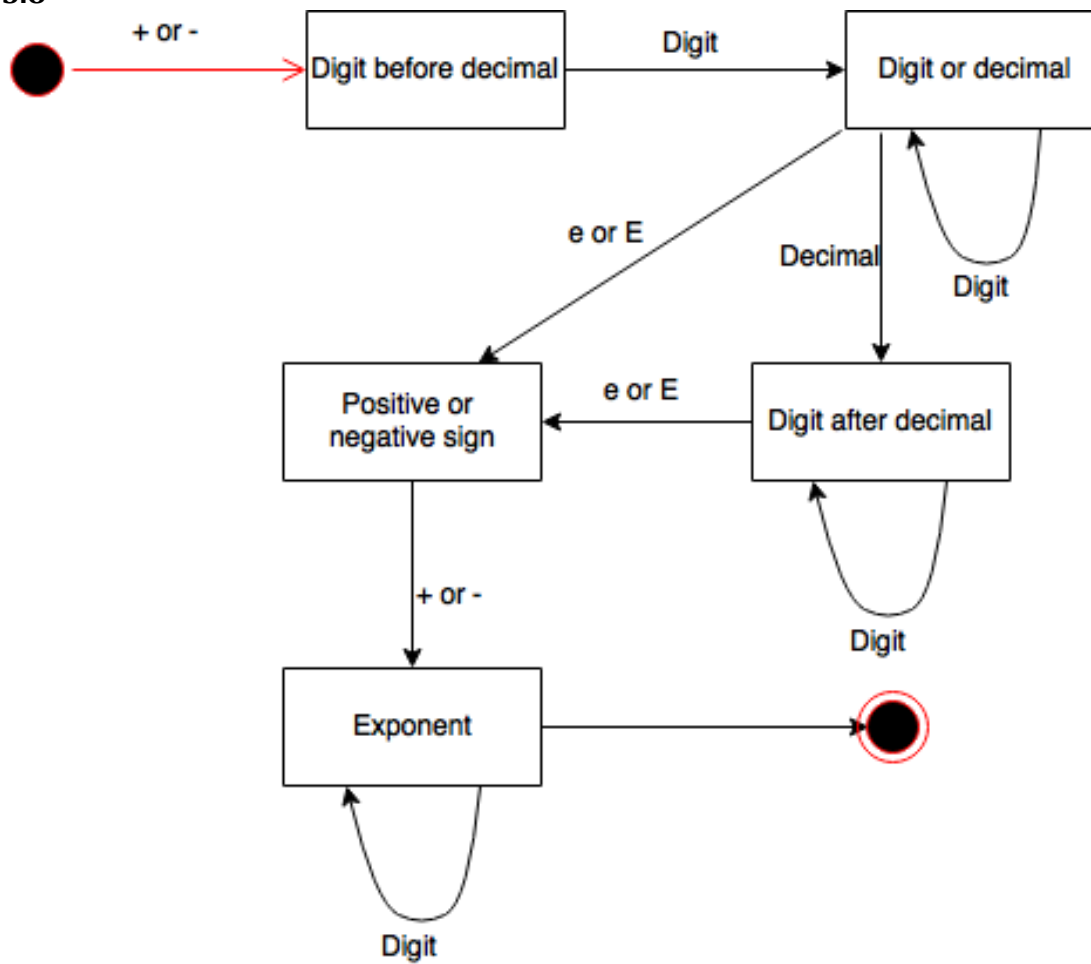 + or -
Digit before decimal
Digit
Digit or decimal
e or E
Decimal
Digit
Positive or
negative sign
e or E
Digit after decimal
+ or -
Digit
Exponent
Digit